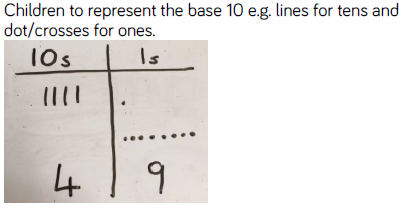 Children to represent the base 10 e.g. lines for tens and
dot/crosses for ones.
10s 1s
4 9